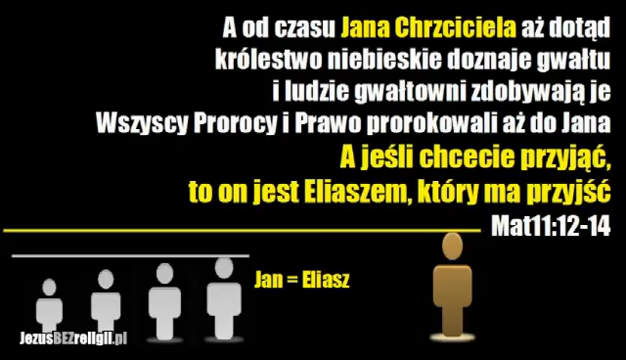 A od czasu Jana Chrzciciela aż dotąd
królestwo niebieskie doznaje gwałtu
i ludzie gwałtowni zdobywają je
Wszyscy Prorocy i Prawo prorokowali aż do Jana
A jeśli chcecie przyjąć,
to on jest Eliaszem, który ma przyjść
Mat11:12-14
Jan = Eliasz
JezusBEZreligii.pl